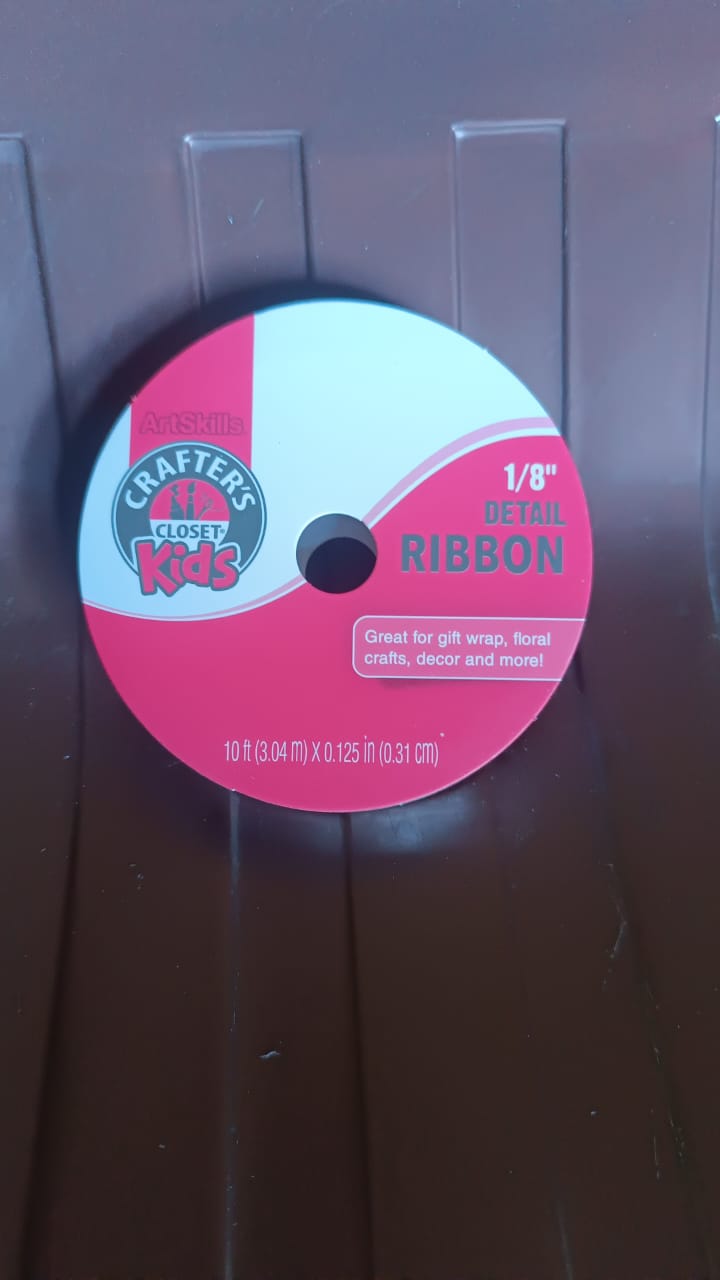 ArtSkills.
CRAFTER'S
CLOSET®
Kids
1/8"
DETAIL
RIBBON
Great for gift wrap, floral
crafts, decor and more!
10 ft (3.04 m) X 0.125 in (0.31 cm)